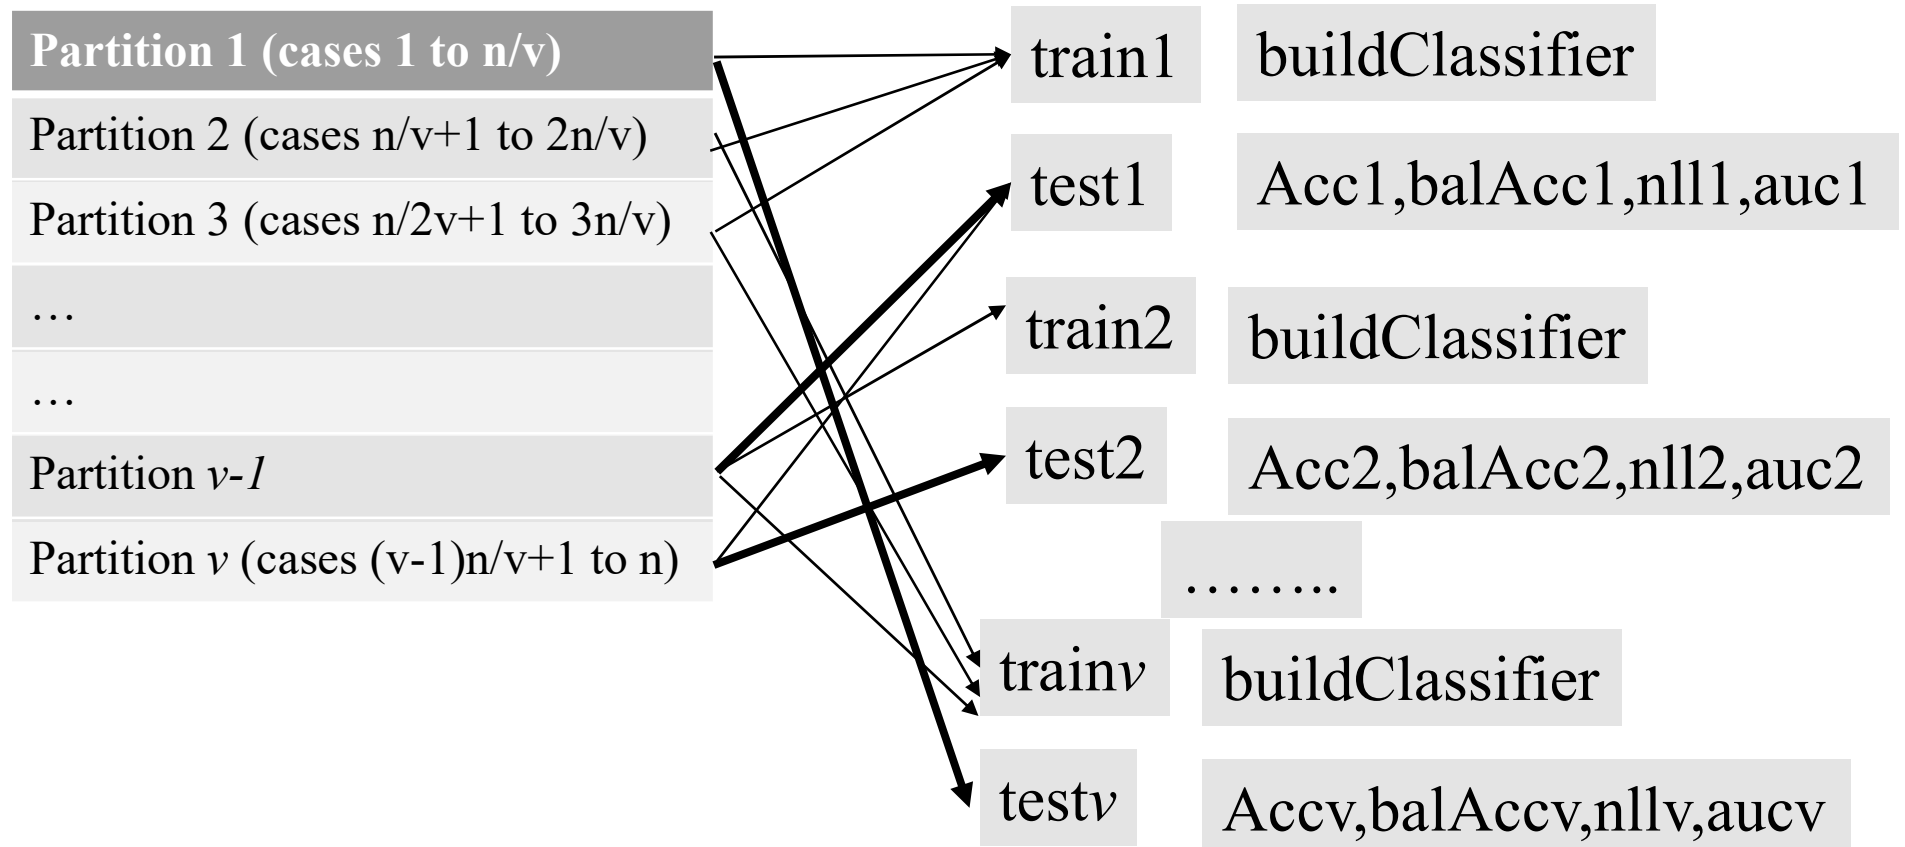 Partition 1 (cases 1 to n/v)
Partition 2 (cases n/v+1 to 2n/v)
Partition 3 (cases n/2v+1 to 3n/v)
…
…
Partition v-1
Partition v (cases (v-1)n/v+1 to n)
train1
buildClassifier
test1
Acc1,balAcc1,nll1,auc1
train2
buildClassifier
test2
Acc2,balAcc2,nll2,auc2
……..
trainv
buildClassifier
testv
Accv,balAccv,nllv,aucv